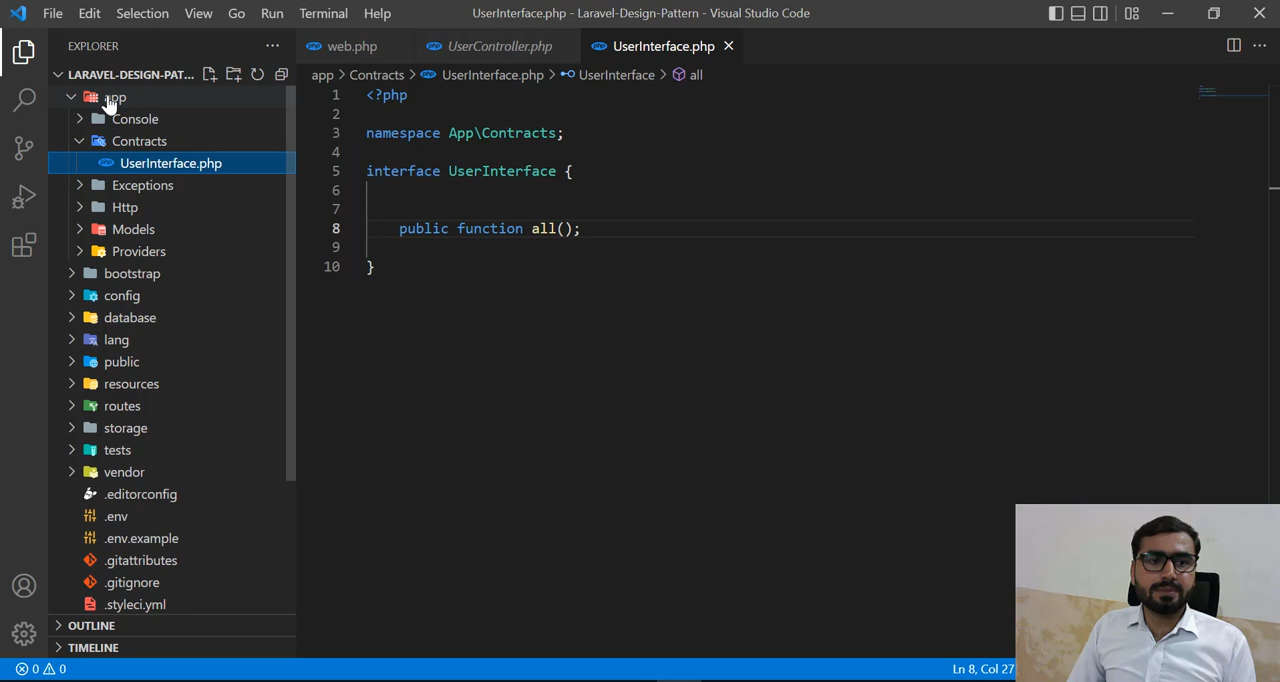 File Edit Selection View Go Run Terminal Help
UserInterface.php - Laravel-Design-Pattern - Visual Studio Code
EXPLORER
LARAVEL-DESIGN-PAT...
app
Console
Contracts
UserInterface.php
Exceptions
Http
Models
Providers
bootstrap
config
database
lang
public
resources
routes
storage
tests
vendor
.editorconfig
.env
.env.example
.gitattributes
.gitignore
.styleci.yml
OUTLINE
TIMELINE
web.php UserController.php UserInterface.php
app > Contracts > UserInterface.php > UserInterface > all
1 <?php
2
3 namespace App\Contracts;
4
5 interface UserInterface {
6
7
8 public function all();
9
10 }
0 0
Ln 8, Col 27